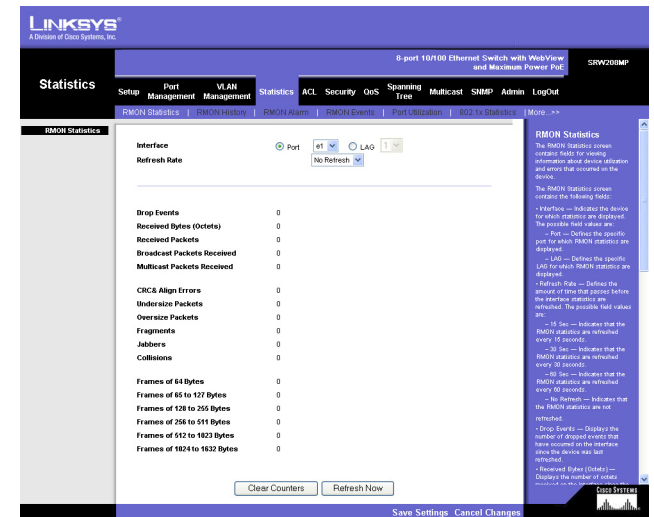 LINKSYS®
A Division of Cisco Systems, Inc.
8-port 10/100 Ethernet Switch with WebView
and Maximum Power PoE
SRW208MP
Statistics
Setup Port Management VLAN Management Statistics ACL Security QoS Spanning Tree Multicast SNMP Admin LogOut
RMON Statistics | RMON History | RMON Alarm | RMON Events | Port Utilization | 802.1x Statistics | More...>>
RMON Statistics
Interface Port e1 LAG 1
Refresh Rate No Refresh
Drop Events 0
Received Bytes (Octets) 0
Received Packets 0
Broadcast Packets Received 0
Multicast Packets Received 0
CRC& Align Errors 0
Undersize Packets 0
Oversize Packets 0
Fragments 0
Jabbers 0
Collisions 0
Frames of 64 Bytes 0
Frames of 65 to 127 Bytes 0
Frames of 128 to 255 Bytes 0
Frames of 256 to 511 Bytes 0
Frames of 512 to 1023 Bytes 0
Frames of 1024 to 1632 Bytes 0
Clear Counters Refresh Now
Save Settings Cancel Changes
RMON Statistics
The RMON Statistics screen
contains fields for viewing
information about device utilization
and errors that occurred on the
device.
The RMON Statistics screen
contains the following fields:
• Interface — Indicates the device
for which statistics are displayed.
The possible field values are:
– Port — Defines the specific
port for which RMON statistics are
displayed.
– LAG — Defines the specific
LAG for which RMON statistics are
displayed.
• Refresh Rate — Defines the
amount of time that passes before
the interface statistics are
refreshed. The possible field values
are:
– 15 Sec — Indicates that the
RMON statistics are refreshed
every 15 seconds.
– 30 Sec — Indicates that the
RMON statistics are refreshed
every 30 seconds.
– 60 Sec — Indicates that the
RMON statistics are refreshed
every 60 seconds.
– No Refresh — Indicates that
the RMON statistics are not
refreshed.
• Drop Events — Displays the
number of dropped events that
have occurred on the interface
since the device was last
refreshed.
• Received Bytes (Octets) —
Displays the number of octets
CISCO SYSTEMS